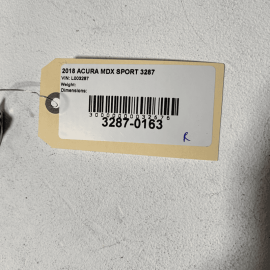 2018 ACURA MDX SPORT 3287
VIN: L003287
Weight:
Dimensions:
3287-0163
R